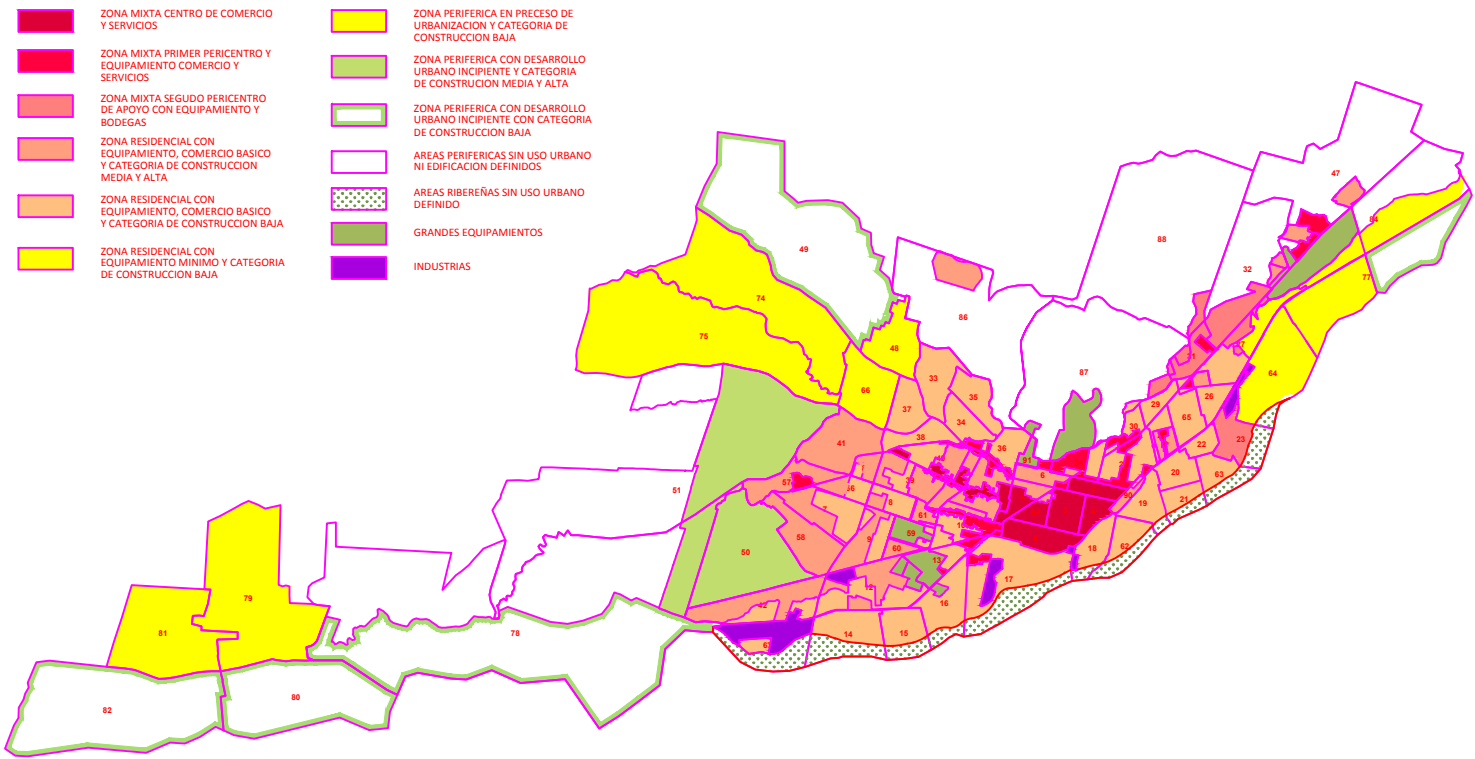 ZONA MIXTA CENTRO DE COMERCIO
Y SERVICIOS
ZONA MIXTA PRIMER PERICENTRO Y
EQUIPAMIENTO COMERCIO Y
SERVICIOS
ZONA MIXTA SEGUDO PERICENTRO
DE APOYO CON EQUIPAMIENTO Y
BODEGAS
ZONA RESIDENCIAL CON
EQUIPAMIENTO, COMERCIO BASICO
Y CATEGORIA DE CONSTRUCCION
MEDIA Y ALTA
ZONA RESIDENCIAL CON
EQUIPAMIENTO, COMERCIO BASICO
Y CATEGORIA DE CONSTRUCCION BAJA
ZONA RESIDENCIAL CON
EQUIPAMIENTO MINIMO Y CATEGORIA
DE CONSTRUCCION BAJA
ZONA PERIFERICA EN PRECESO DE
URBANIZACION Y CATEGORIA DE
CONSTRUCCION BAJA
ZONA PERIFERICA CON DESARROLLO
URBANO INCIPIENTE Y CATEGORIA
DE CONSTRUCION MEDIA Y ALTA
ZONA PERIFERICA CON DESARROLLO
URBANO INCIPIENTE CON CATEGORIA
DE CONSTRUCCION BAJA
AREAS PERIFERICAS SIN USO URBANO
NI EDIFICACION DEFINIDOS
AREAS RIBEREÑAS SIN USO URBANO
DEFINIDO
GRANDES EQUIPAMIENTOS
INDUSTRIAS
47
84
88
49
32
77
74
86
75
48
87
64
33
66
35
26
37
29
65
34
30
38
41
22
23
36
91
6
20
63
57
51
8
90
19
21
7
61
59
58
9
60
18
62
50
13
17
12
16
42
79
81
14
15
78
67
80
82